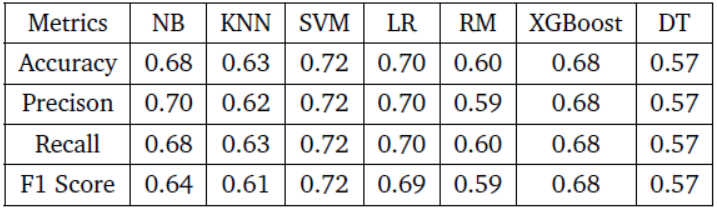 Metrics NB KNN SVM LR RM XGBoost DT
Accuracy 0.68 0.63 0.72 0.70 0.60 0.68 0.57
Precison 0.70 0.62 0.72 0.70 0.59 0.68 0.57
Recall 0.68 0.63 0.72 0.70 0.60 0.68 0.57
F1 Score 0.64 0.61 0.72 0.69 0.59 0.68 0.57